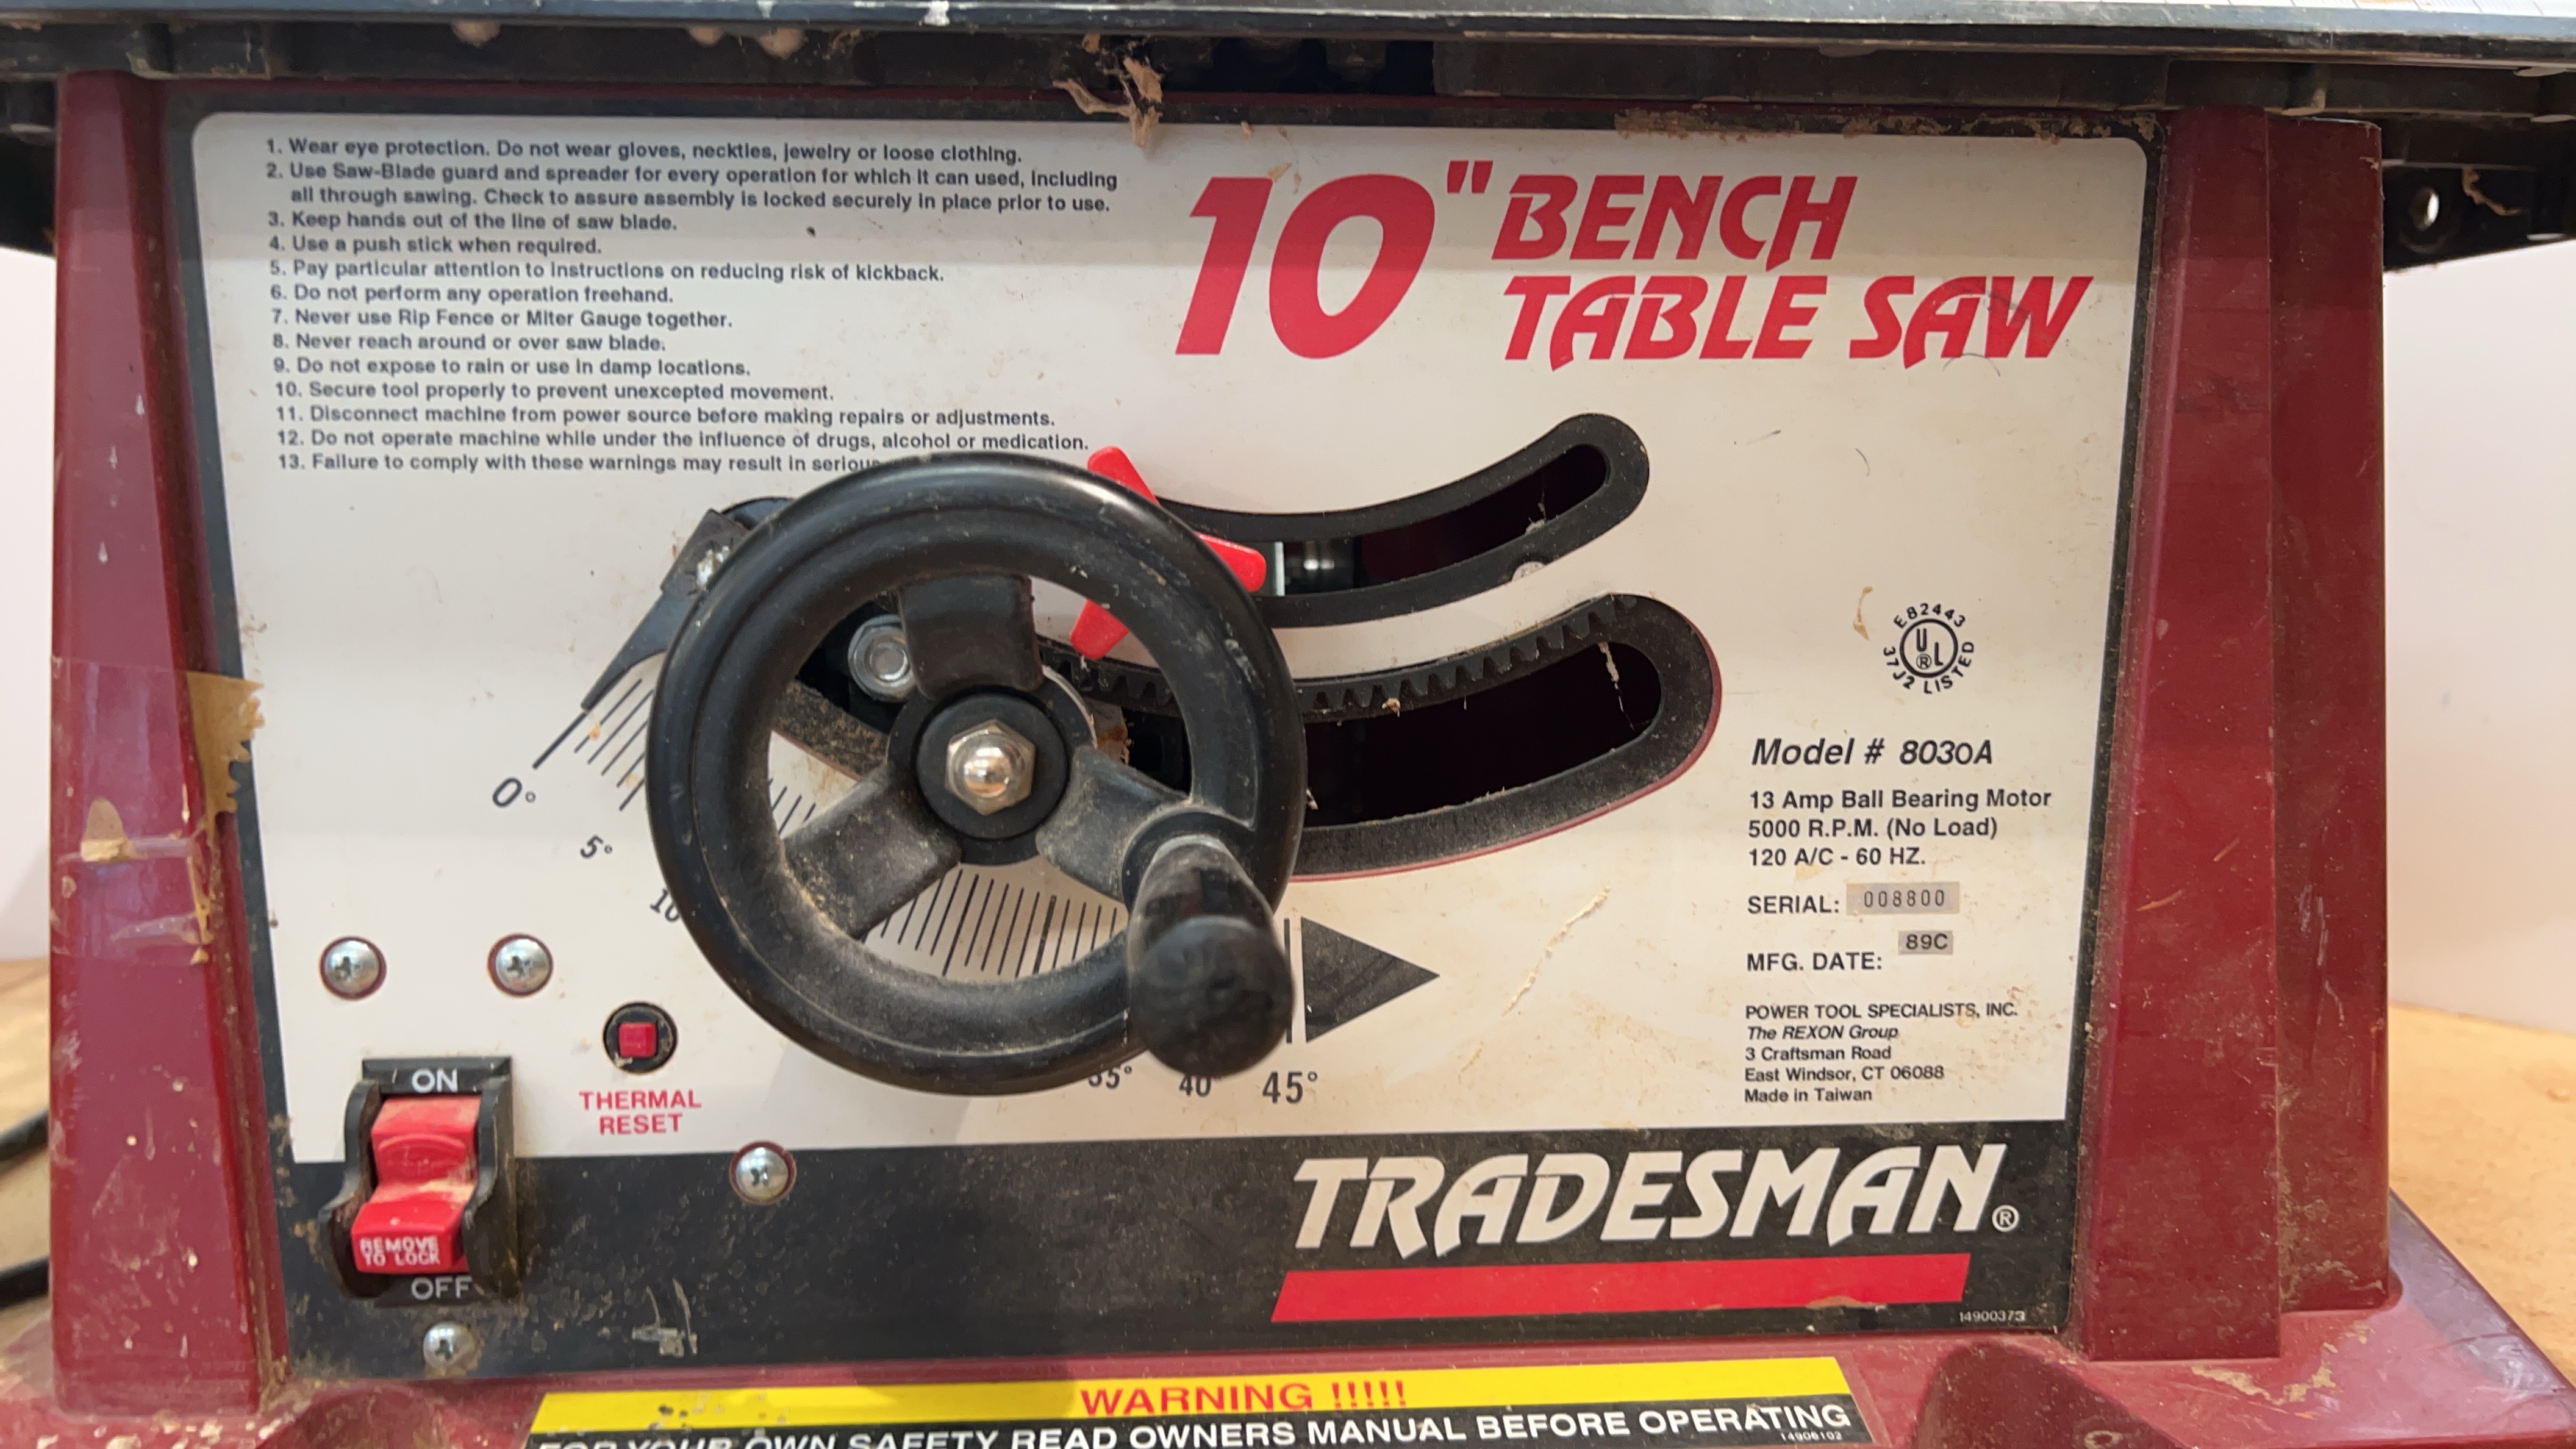 1. Wear eye protection. Do not wear gloves, neckties, jewelry or loose clothing.
2. Use Saw-Blade guard and spreader for every operation for which it can used, including
all through sawing. Check to assure assembly is locked securely in place prior to use.
3. Keep hands out of the line of saw blade.
4. Use a push stick when required.
5. Pay particular attention to instructions on reducing risk of kickback.
6. Do not perform any operation freehand.
7. Never use Rip Fence or Miter Gauge together.
8. Never reach around or over saw blade.
9. Do not expose to rain or use in damp locations.
10. Secure tool properly to prevent unexcepted movement.
11. Disconnect machine from power source before making repairs or adjustments.
12. Do not operate machine while under the influence of drugs, alcohol or medication.
13. Failure to comply with these warnings may result in serious
10" BENCH
TABLE SAW
E82443
UL®
37J2 LISTED
Model # 8030A
13 Amp Ball Bearing Motor
5000 R.P.M. (No Load)
120 A/C - 60 HZ.
SERIAL: 008800
MFG. DATE: 89C
POWER TOOL SPECIALISTS, INC.
The REXON Group
3 Craftsman Road
East Windsor, CT 06088
Made in Taiwan
0°
5°
10
35°
40°
45°
THERMAL
RESET
ON
REMOVE
TO LOCK
OFF
TRADESMAN®
14900373
WARNING !!!!!
FOR YOUR OWN SAFETY READ OWNERS MANUAL BEFORE OPERATING
14906102